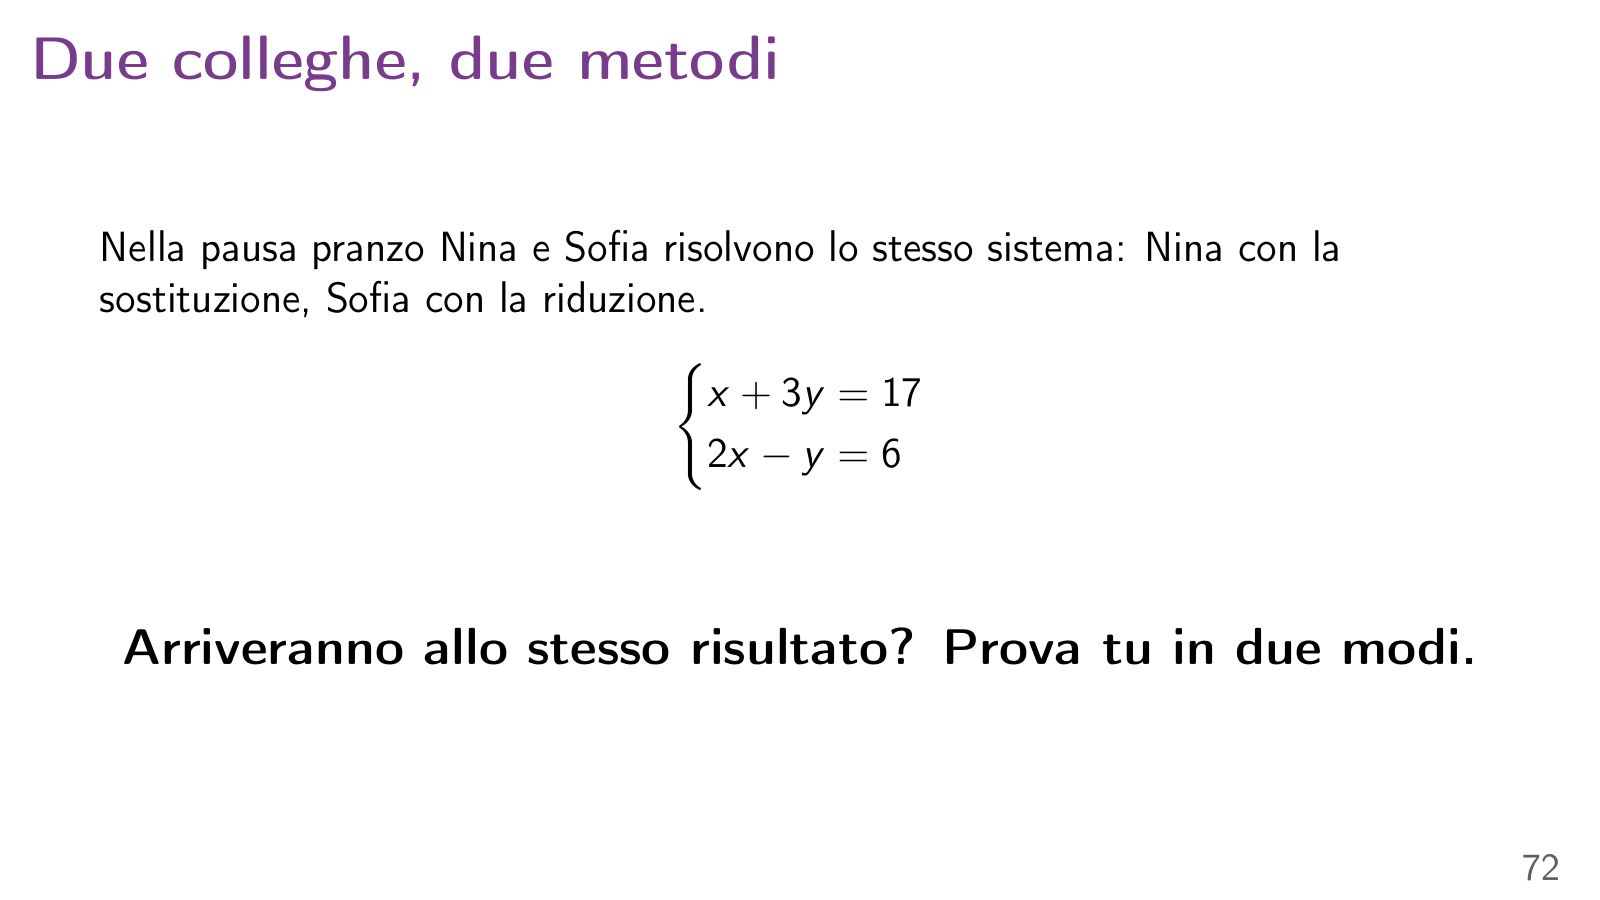 Due colleghe, due metodi
Nella pausa pranzo Nina e Sofia risolvono lo stesso sistema: Nina con la
sostituzione, Sofia con la riduzione.
x + 3y = 17
2x − y = 6
Arriveranno allo stesso risultato? Prova tu in due modi.
72